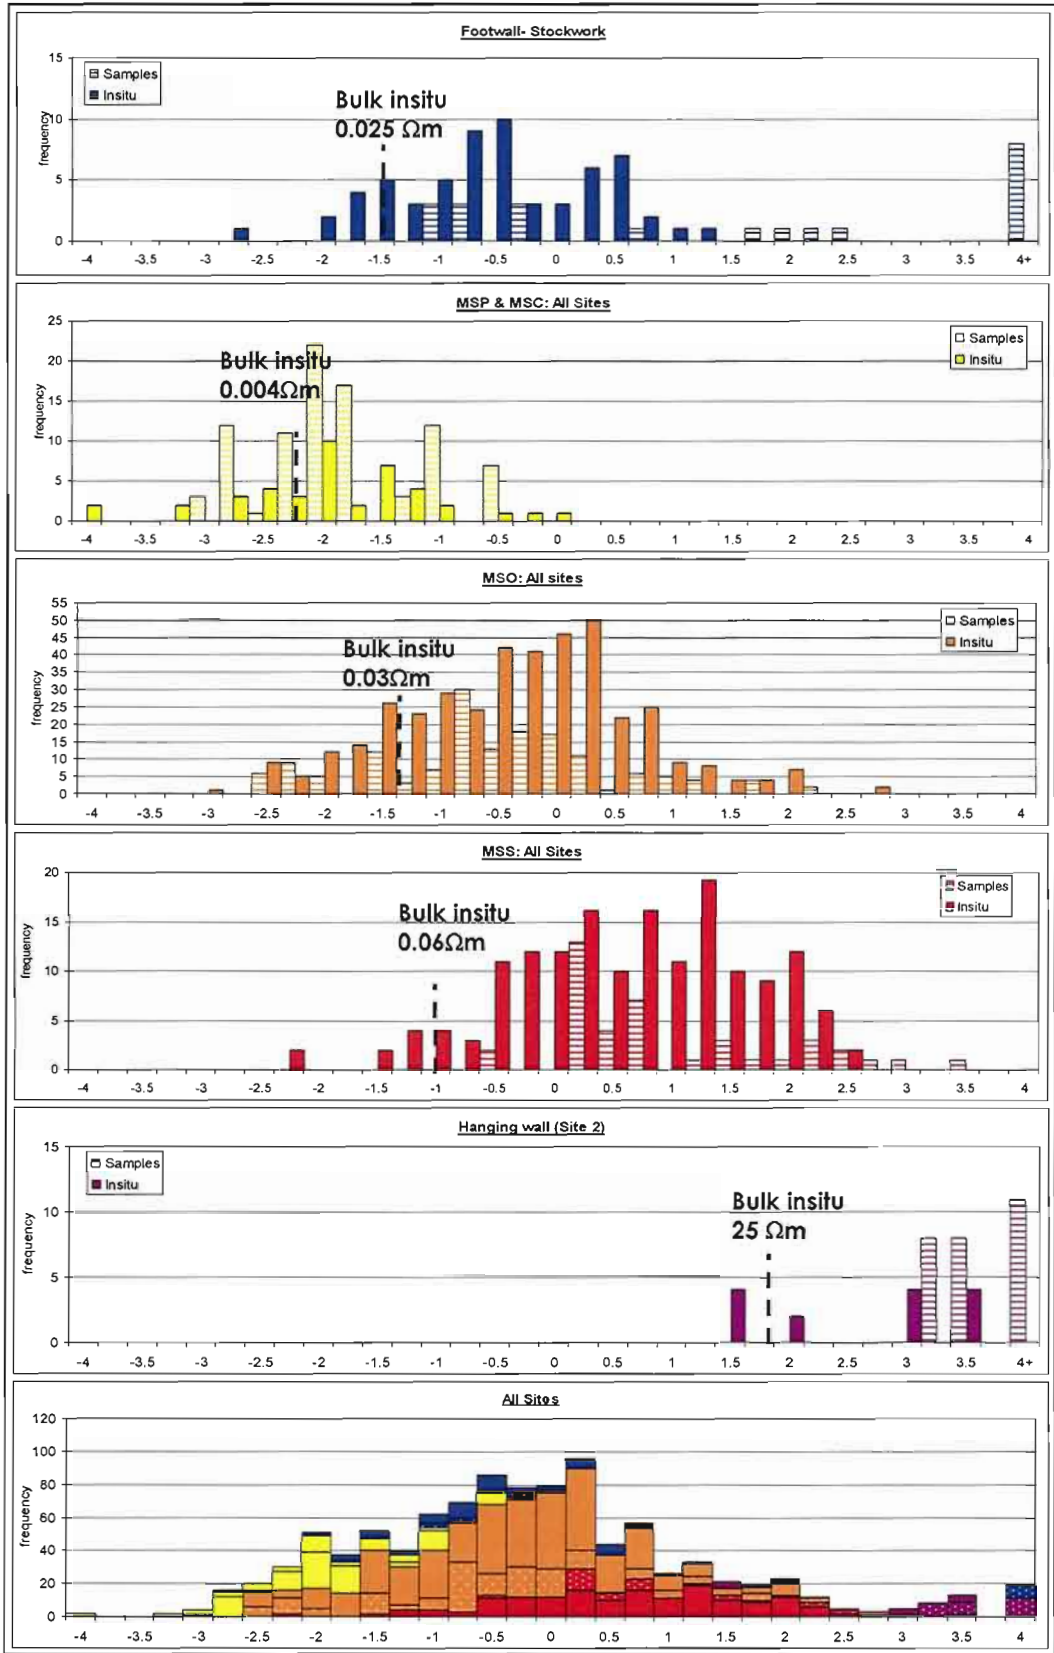 Footwall- Stockwork
15
10
5
0
frequency
Samples
Insitu
Bulk insitu
0.025 Ωm
-4 -3.5 -3 -2.5 -2 -1.5 -1 -0.5 0 0.5 1 1.5 2 2.5 3 3.5 4+
MSP & MSC: All Sites
25
20
15
10
5
0
frequency
Samples
Insitu
Bulk insitu
0.004Ωm
-4 -3.5 -3 -2.5 -2 -1.5 -1 -0.5 0 0.5 1 1.5 2 2.5 3 3.5 4
MSO: All sites
55
50
45
40
35
30
25
20
15
10
5
0
frequency
Samples
Insitu
Bulk insitu
0.03Ωm
-4 -3.5 -3 -2.5 -2 -1.5 -1 -0.5 0 0.5 1 1.5 2 2.5 3 3.5 4
MSS: All Sites
20
15
10
5
0
frequency
Samples
Insitu
Bulk insitu
0.06Ωm
-4 -3.5 -3 -2.5 -2 -1.5 -1 -0.5 0 0.5 1 1.5 2 2.5 3 3.5 4
Hanging wall (Site 2)
15
10
5
0
frequency
Samples
Insitu
Bulk insitu
25 Ωm
-4 -3.5 -3 -2.5 -2 -1.5 -1 -0.5 0 0.5 1 1.5 2 2.5 3 3.5 4+
All Sites
120
100
80
60
40
20
0
frequency
-4 -3.5 -3 -2.5 -2 -1.5 -1 -0.5 0 0.5 1 1.5 2 2.5 3 3.5 4